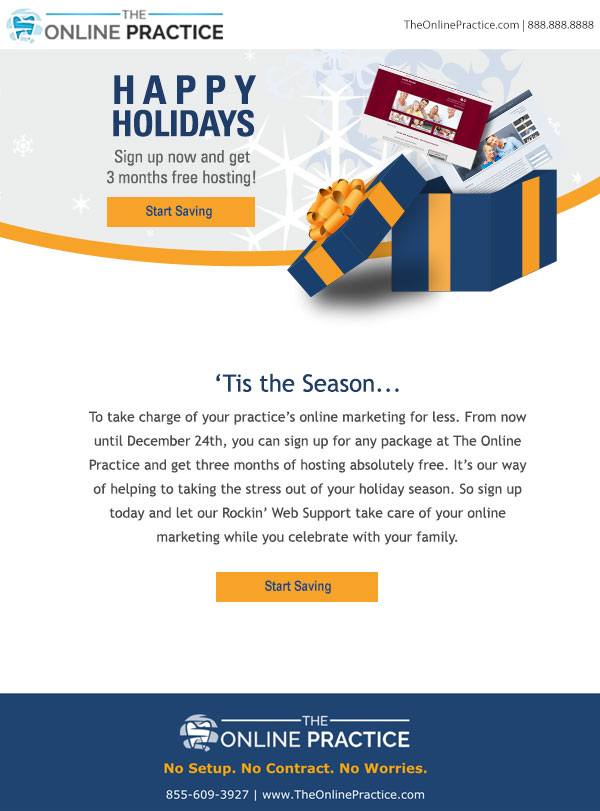 THE
ONLINE PRACTICE
TheOnlinePractice.com | 888.888.8888
HAPPY
HOLIDAYS
Sign up now and get
3 months free hosting!
Start Saving
‘Tis the Season...
To take charge of your practice’s online marketing for less. From now
until December 24th, you can sign up for any package at The Online
Practice and get three months of hosting absolutely free. It’s our way
of helping to taking the stress out of your holiday season. So sign up
today and let our Rockin’ Web Support take care of your online
marketing while you celebrate with your family.
Start Saving
THE
ONLINE PRACTICE
No Setup. No Contract. No Worries.
855-609-3927 | www.TheOnlinePractice.com